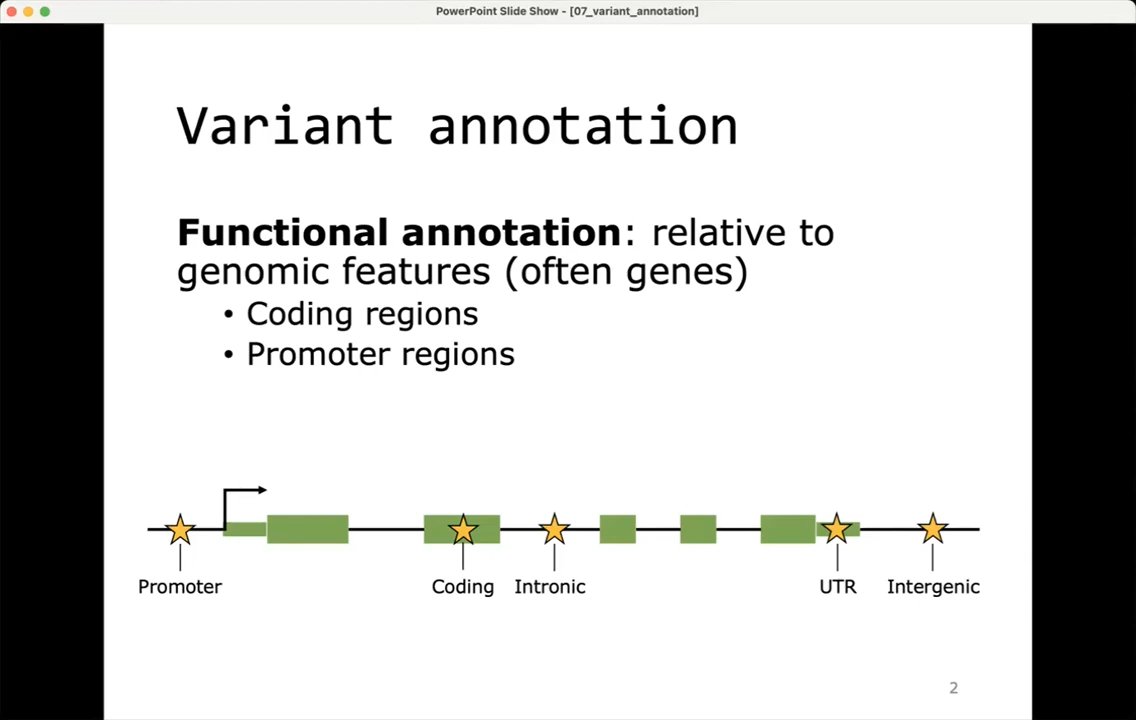 PowerPoint Slide Show - [07_variant_annotation]
Variant annotation
Functional annotation: relative to
genomic features (often genes)
• Coding regions
• Promoter regions
Promoter
Coding
Intronic
UTR
Intergenic
2